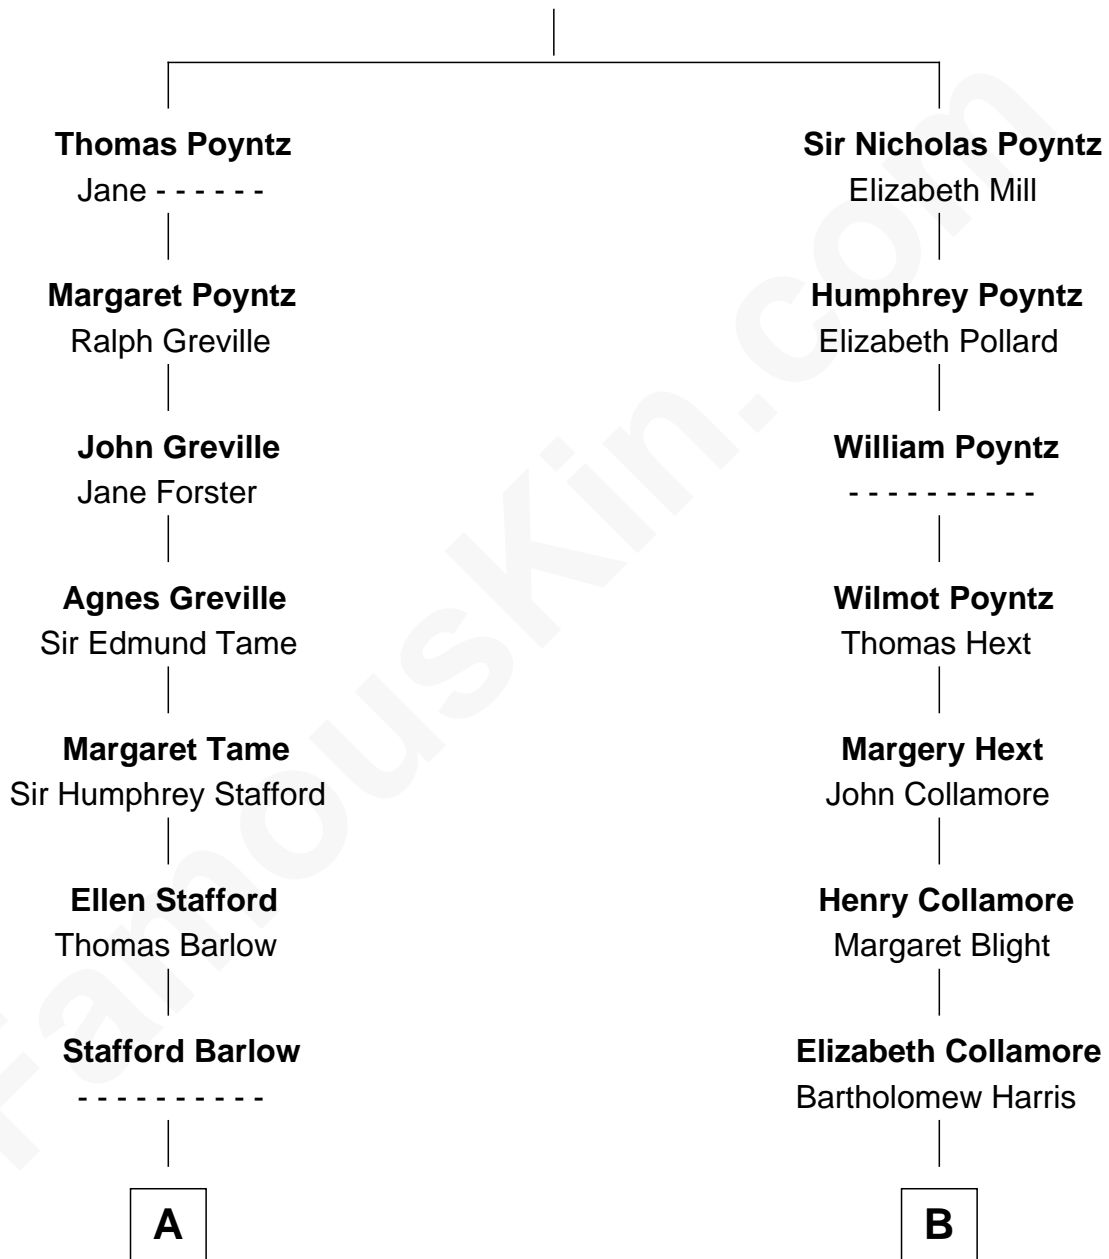 Thomas Poyntz
Jane - - - - - -
Margaret Poyntz
Ralph Greville
John Greville
Jane Forster
Agnes Greville
Sir Edmund Tame
Margaret Tame
Sir Humphrey Stafford
Ellen Stafford
Thomas Barlow
Stafford Barlow
- - - - - - - - - -
A
Sir Nicholas Poyntz
Elizabeth Mill
Humphrey Poyntz
Elizabeth Pollard
William Poyntz
- - - - - - - - - -
Wilmot Poyntz
Thomas Hext
Margery Hext
John Collamore
Henry Collamore
Margaret Blight
Elizabeth Collamore
Bartholomew Harris
B
FamousKin.com